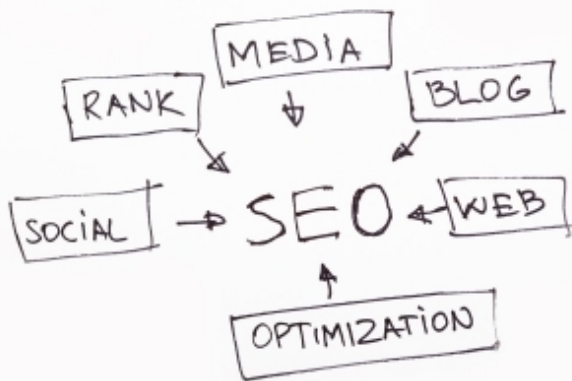 MEDIA
RANK
BLOG
SOCIAL
SEO
WEB
OPTIMIZATION